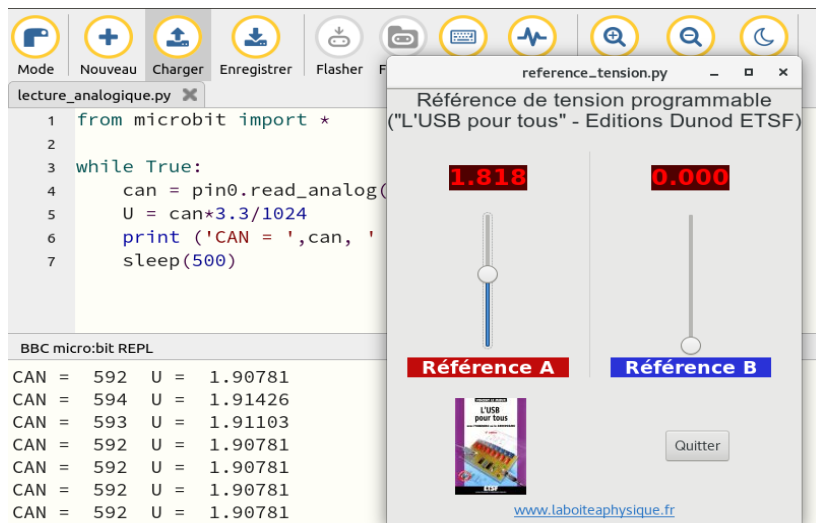 Mode Nouveau Charger Enregistrer Flasher
lecture_analogique.py
1 from microbit import *
2
3 while True:
4 can = pin0.read_analog(
5 U = can*3.3/1024
6 print ('CAN = ',can, '
7 sleep(500)
BBC micro:bit REPL
CAN = 592 U = 1.90781
CAN = 594 U = 1.91426
CAN = 593 U = 1.91103
CAN = 592 U = 1.90781
CAN = 592 U = 1.90781
CAN = 592 U = 1.90781
CAN = 592 U = 1.90781
reference_tension.py
Référence de tension programmable
("L'USB pour tous" - Editions Dunod ETSF)
1.818 0.000
Référence A Référence B
L'USB
pour tous
ETSF
Quitter
www.laboiteaphysique.fr